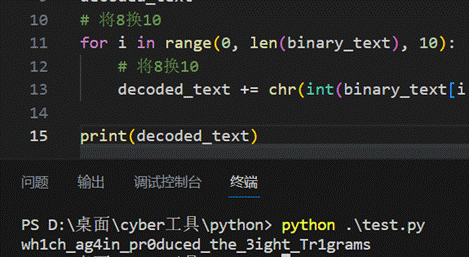 10 # 将8换10
11 for i in range(0, len(binary_text), 10):
12 # 将8换10
13 decoded_text += chr(int(binary_text[i
14
15 print(decoded_text)
问题 输出 调试控制台 终端
PS D:\桌面\cyber工具\python> python .\test.py
wh1ch_ag4in_pr0duced_the_3ight_Tr1grams